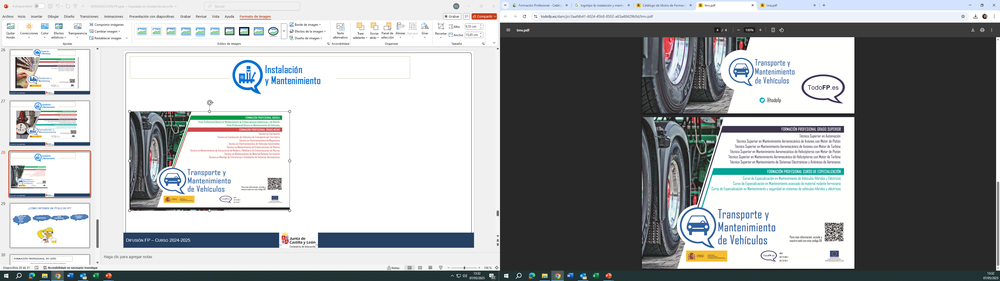 Autoguardado
INTRODUCCIÓN FP.pptx • Guardado en Unidad de disco N:
Buscar
EG
Archivo Inicio Insertar Dibujar Diseño Transiciones Animaciones Presentación con diapositivas Grabar Revisar Vista Ayuda Formato de imagen
Grabar
Compartir
Quitar fondo
Correcciones
Color
Efectos artísticos
Transparencia
Comprimir imágenes
Cambiar imagen
Restablecer imagen
Ajustar
Estilos de imagen
Borde de imagen
Efectos de la imagen
Diseño de imagen
Texto alternativo
Accesibilidad
Traer adelante
Enviar atrás
Panel de selección
Alinear
Agrupar
Girar
Organizar
Recortar
Alto: 9,55 cm
Ancho: 15,45 cm
Tamaño
26
Comercio y Marketing
Comercio y Marketing
27
Instalación y Mantenimiento
Instalación y Mantenimiento
28
Instalación y Mantenimiento
Transporte y Mantenimiento de Vehículos
29
¿CÓMO OBTENER UN TÍTULO DE FP?
A DISTANCIA
PRUEBAS LIBRES
30
FORMACIÓN PROFESIONAL EN LEÓN
Instalación
y Mantenimiento
FORMACIÓN PROFESIONAL BÁSICA
Título Profesional Básico en Mantenimiento de Embarcaciones Deportivas y de Recreo
Título Profesional Básico en Mantenimiento de Vehículos
FORMACIÓN PROFESIONAL GRADO MEDIO
Técnico en Carrocería
Técnico en Conducción de Vehículos de Transporte por Carretera
Técnico en Electromecánica de Maquinaria
Técnico en Electromecánica de Vehículos Automóviles
Técnico en Mantenimiento de Embarcaciones de Recreo
Técnico en Mantenimiento de Estructuras de Madera y Mobiliario de Embarcaciones de Recreo
Técnico en Mantenimiento de Material Rodante Ferroviario
Técnico en Montaje de Estructuras e Instalación de Sistemas Aeronáuticos
Transporte y
Mantenimiento
de Vehículos
Para más información, accede a
nuestra web con este código QR
TodoFP.es
DIFUSIÓN FP – CURSO 2024-2025
Junta de
Castilla y León
Consejería de Educación
Haga clic para agregar notas
Diapositiva 28 de 31
Accesibilidad: es necesario investigar
Notas
106 %
13:32
07/05/2025
22
Formación Profesional - Catálog
logotipo fp instalación y mante
Catálogo de títulos de Formaci
tmv.pdf
ima.pdf
todofp.es/dam/jcr:3aafdb41-6024-45b8-8502-a63a48429b0d/tmv.pdf
tmv.pdf
4 / 4
100%
Transporte y
Mantenimiento
de Vehículos
TodoFP.es
@todofp
FORMACIÓN PROFESIONAL GRADO SUPERIOR
Técnico Superior en Automoción
Técnico Superior en Mantenimiento Aeromecánico de Aviones con Motor de Pistón
Técnico Superior en Mantenimiento Aeromecánico de Aviones con Motor de Turbina
Técnico Superior en Mantenimiento Aeromecánico de Helicópteros con Motor de Pistón
Técnico Superior en Mantenimiento Aeromecánico de Helicópteros con Motor de Turbina
Técnico Superior en Mantenimiento de Sistemas Electrónicos y Aviónicos de Aeronaves
FORMACIÓN PROFESIONAL CURSO DE ESPECIALIZACIÓN
Curso de Especialización en Mantenimiento de Vehículos Híbridos y Eléctricos
Curso de Especialización en Mantenimiento avanzado de material rodante ferroviario
Curso de Especialización en Mantenimiento y seguridad en sistemas de vehículos híbridos y eléctricos
Transporte y
Mantenimiento
de Vehículos
Para más información, accede a
nuestra web con este código QR
GOBIERNO DE ESPAÑA
MINISTERIO DE EDUCACIÓN Y FORMACIÓN PROFESIONAL
TodoFP.es
NIPO:
847-22-016-2
847-22-017-7
UNIÓN EUROPEA
13:32
07/05/2025